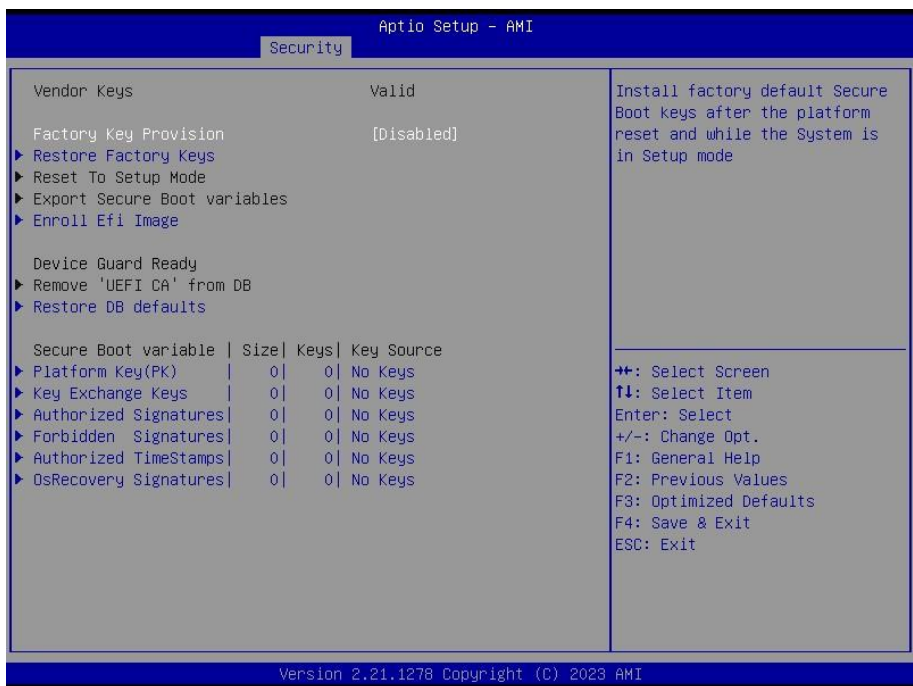 Aptio Setup – AMI
Security
Vendor Keys Valid
Factory Key Provision [Disabled]
▶ Restore Factory Keys
▶ Reset To Setup Mode
▶ Export Secure Boot variables
▶ Enroll Efi Image
Device Guard Ready
▶ Remove 'UEFI CA' from DB
▶ Restore DB defaults
Secure Boot variable | Size| Keys| Key Source
▶ Platform Key(PK) | 0| 0| No Keys
▶ Key Exchange Keys | 0| 0| No Keys
▶ Authorized Signatures| 0| 0| No Keys
▶ Forbidden Signatures| 0| 0| No Keys
▶ Authorized TimeStamps| 0| 0| No Keys
▶ OsRecovery Signatures| 0| 0| No Keys
Install factory default Secure
Boot keys after the platform
reset and while the System is
in Setup mode
→←: Select Screen
↑↓: Select Item
Enter: Select
+/-: Change Opt.
F1: General Help
F2: Previous Values
F3: Optimized Defaults
F4: Save & Exit
ESC: Exit
Version 2.21.1278 Copyright (C) 2023 AMI